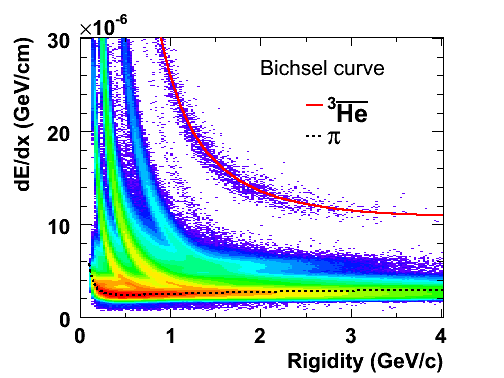 ×10⁻⁶
30
20
10
0
dE/dx (GeV/cm)
Bichsel curve
³H̅e̅
π
0 1 2 3 4
Rigidity (GeV/c)